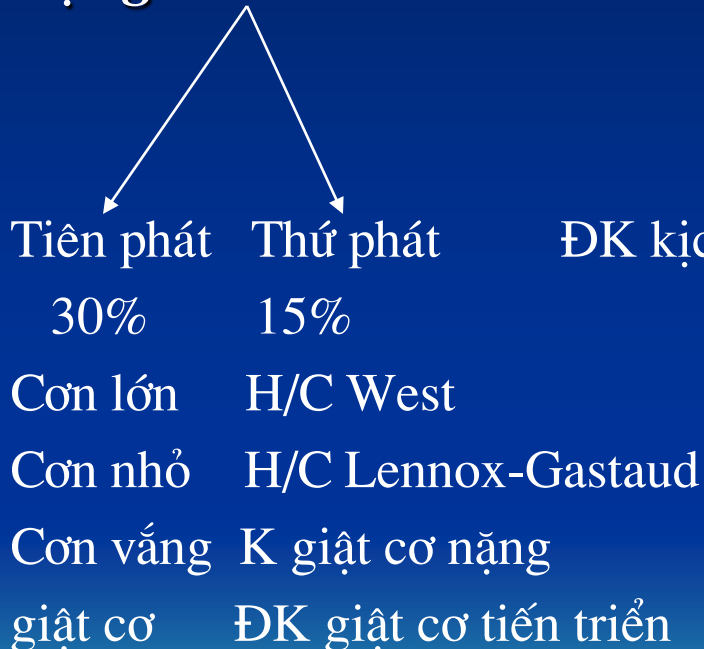 Tiên phát Thứ phát ĐK
30% 15%
Cơn lớn H/C West
Cơn nhỏ H/C Lennox-Gastaud
Cơn vắng K giật cơ nặng
giật cơ ĐK giật cơ tiến triển